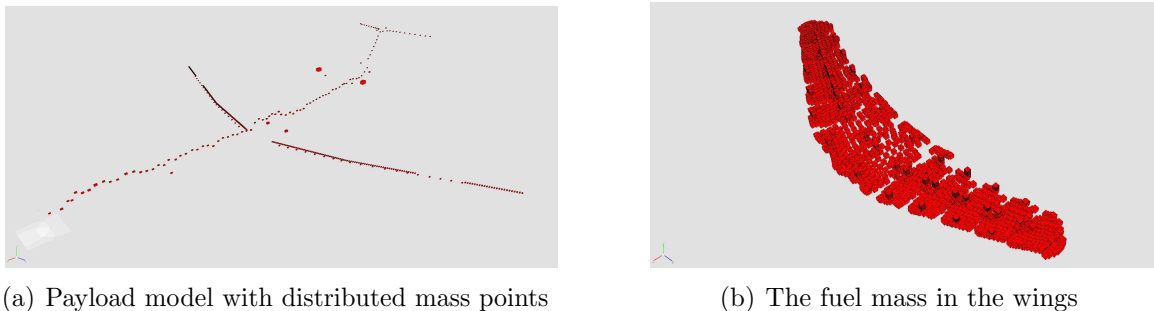 (a) Payload model with distributed mass points
(b) The fuel mass in the wings